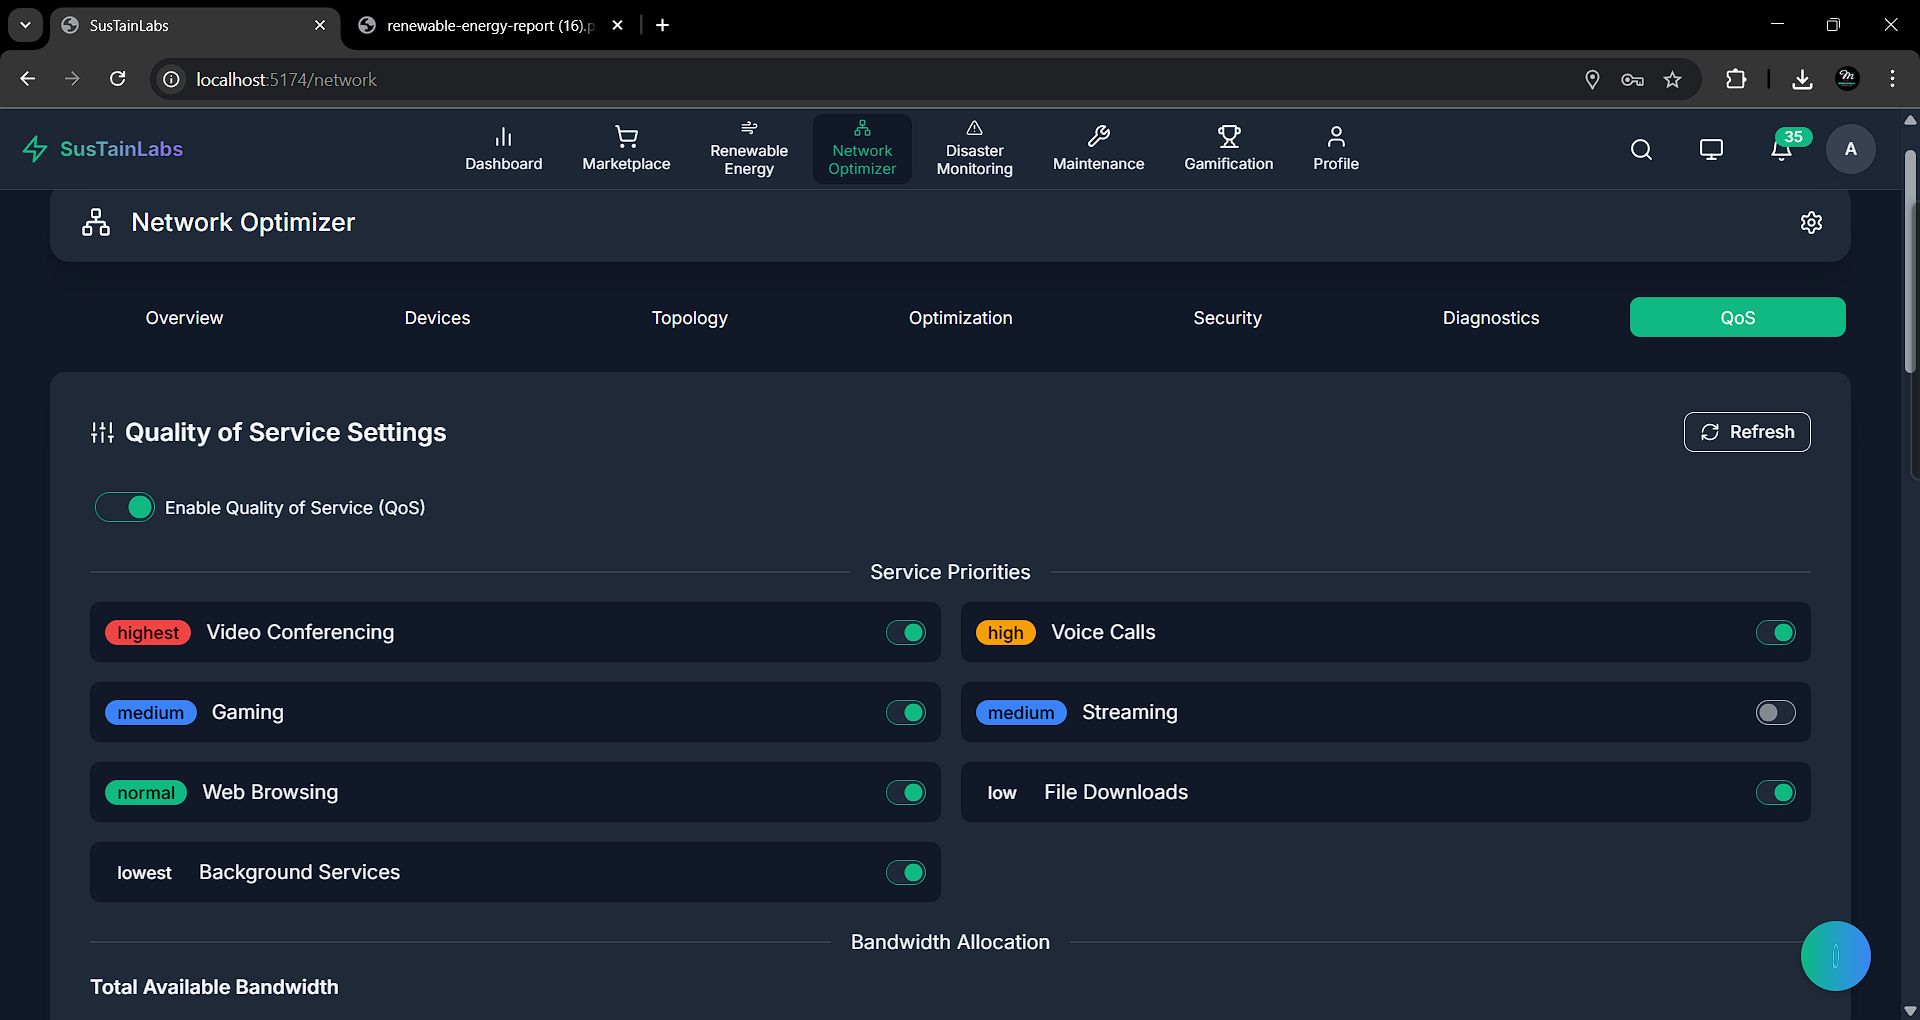 SusTainLabs
renewable-energy-report (16).p
localhost:5174/network
SusTainLabs
Dashboard
Marketplace
Renewable
Energy
Network
Optimizer
Disaster
Monitoring
Maintenance
Gamification
Profile
35
A
Network Optimizer
Overview
Devices
Topology
Optimization
Security
Diagnostics
QoS
Quality of Service Settings
Refresh
Enable Quality of Service (QoS)
Service Priorities
highest Video Conferencing
high Voice Calls
medium Gaming
medium Streaming
normal Web Browsing
low File Downloads
lowest Background Services
Bandwidth Allocation
Total Available Bandwidth